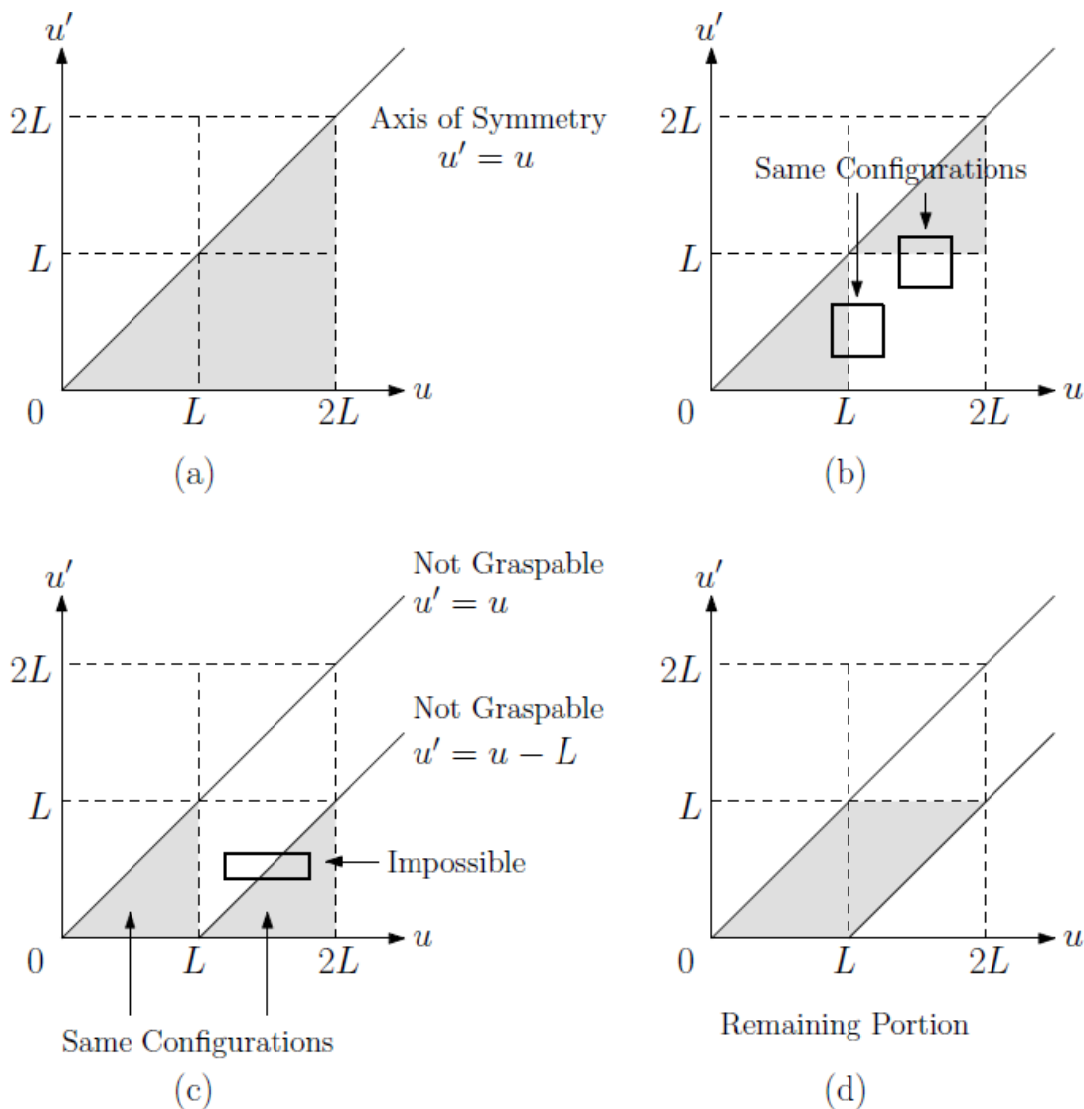 u′
2L
L
0
L
2L
u
Axis of Symmetry
u′ = u
(a)
u′
2L
L
0
L
2L
u
Same Configurations
(b)
u′
2L
L
0
L
2L
u
Not Graspable
u′ = u
Not Graspable
u′ = u − L
Impossible
Same Configurations
(c)
u′
2L
L
0
L
2L
u
Remaining Portion
(d)